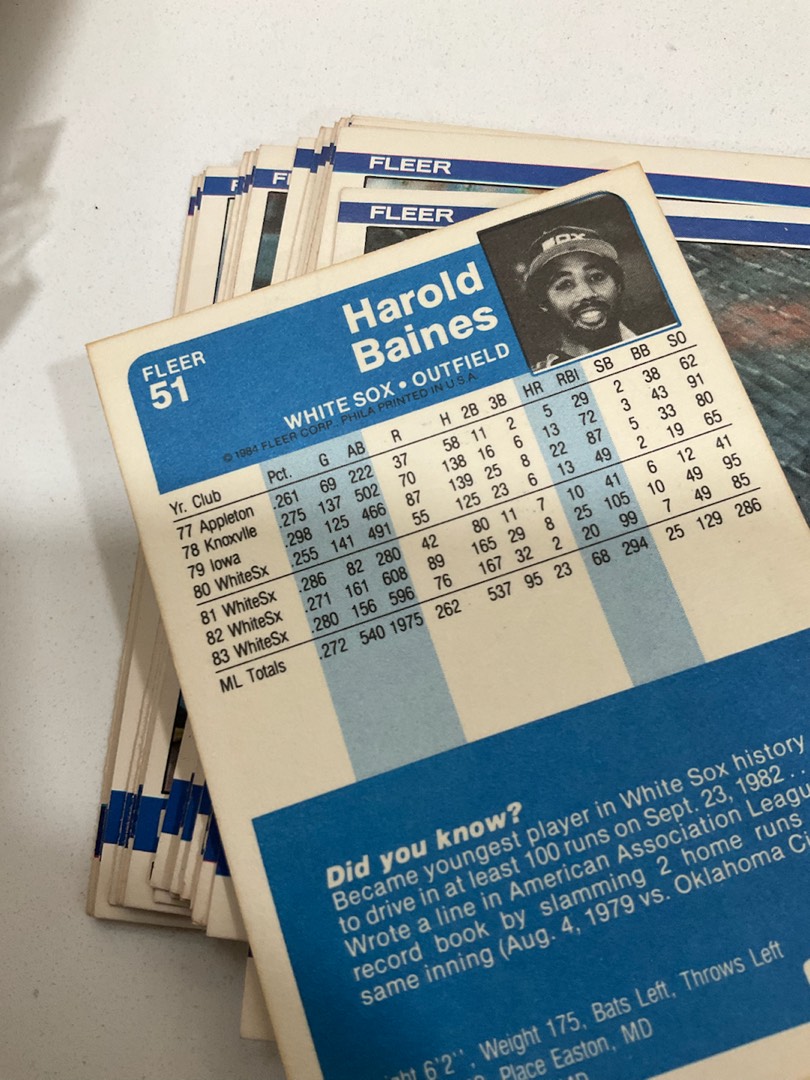 FLEER
FLEER
F
FL
FLEER
51
Harold
Baines
WHITE SOX • OUTFIELD
© 1984 FLEER CORP., PHILA PRINTED IN U.S.A.
Yr. Club Pct. G AB R H 2B 3B HR RBI SB BB SO
77 Appleton .261 69 222 37 58 11 2 5 29 2 38 62
78 Knoxvlle .275 137 502 70 138 16 6 13 72 3 43 91
79 Iowa .298 125 466 87 139 25 8 22 87 5 33 80
80 WhiteSx .255 141 491 55 125 23 6 13 49 2 19 65
81 WhiteSx .286 82 280 42 80 11 7 10 41 6 12 41
82 WhiteSx .271 161 608 89 165 29 8 25 105 10 49 95
83 WhiteSx .280 156 596 76 167 32 2 20 99 7 49 85
ML Totals .272 540 1975 262 537 95 23 68 294 25 129 286
Did you know?
Became youngest player in White Sox history
to drive in at least 100 runs on Sept. 23, 1982 . .
Wrote a line in American Association Leagu
record book by slamming 2 home runs
same inning (Aug. 4, 1979 vs. Oklahoma C
ht 6'2'', Weight 175, Bats Left, Throws Left
Place Easton, MD